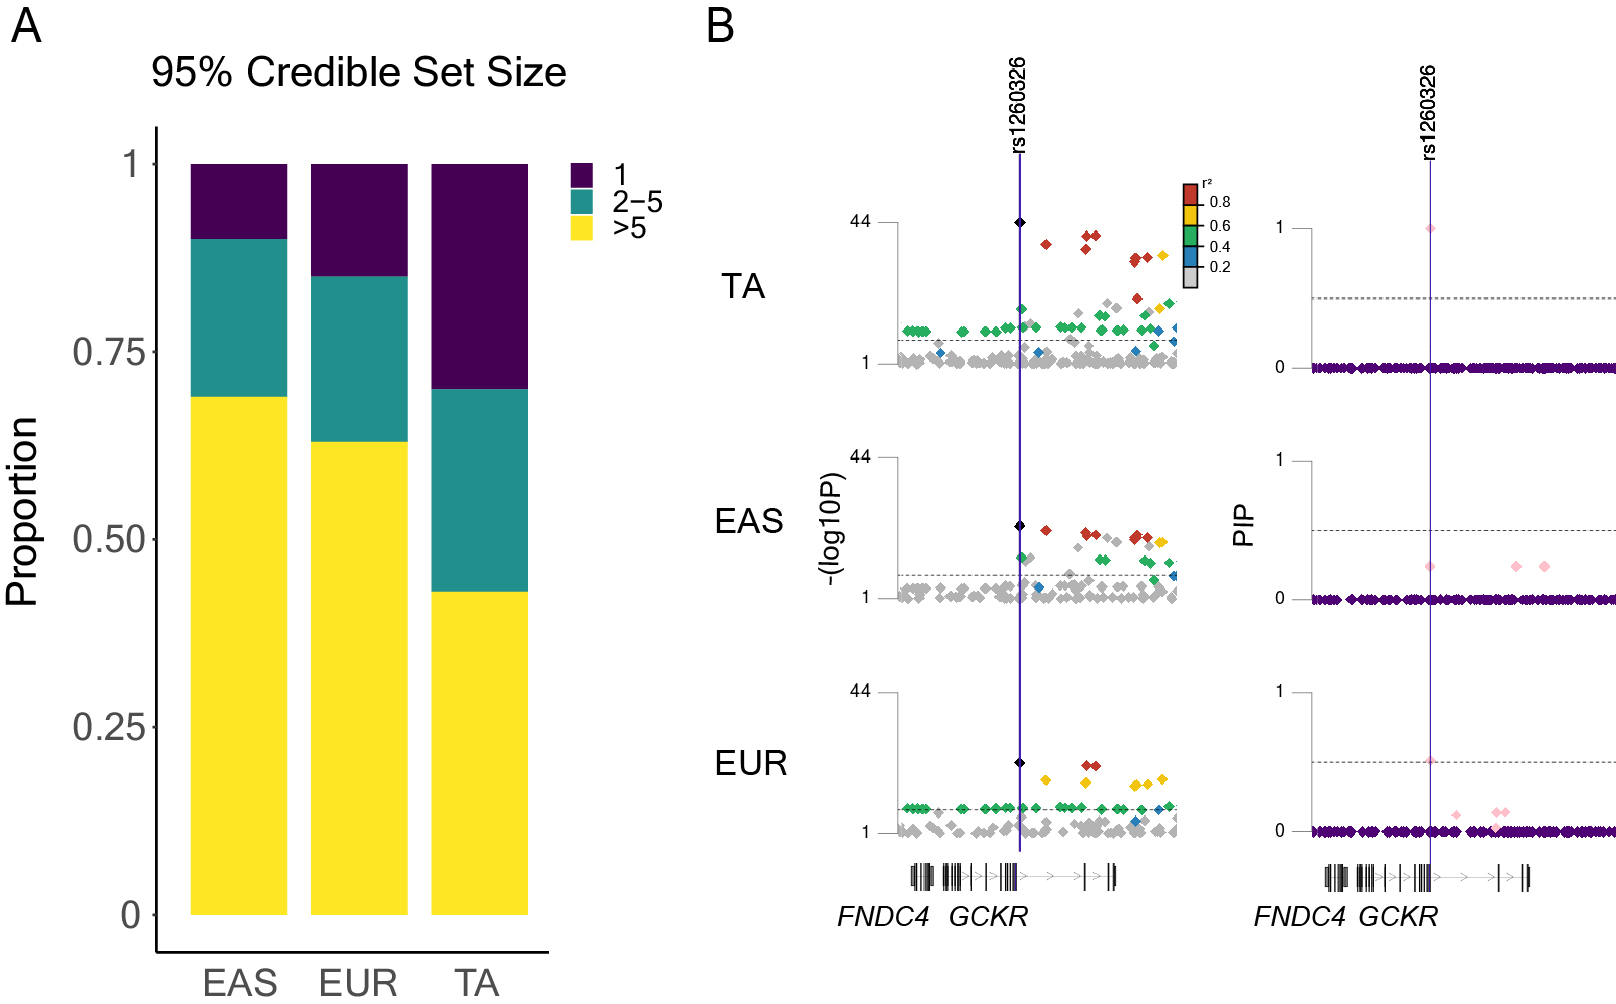 A
95% Credible Set Size
Proportion
1
0.75
0.50
0.25
0
EAS
EUR
TA
1
2–5
>5
B
rs1260326
rs1260326
r²
0.8
0.6
0.4
0.2
TA
44
1
1
0
EAS
-(log10P)
44
1
PIP
1
0
EUR
44
1
1
0
FNDC4 GCKR
FNDC4 GCKR